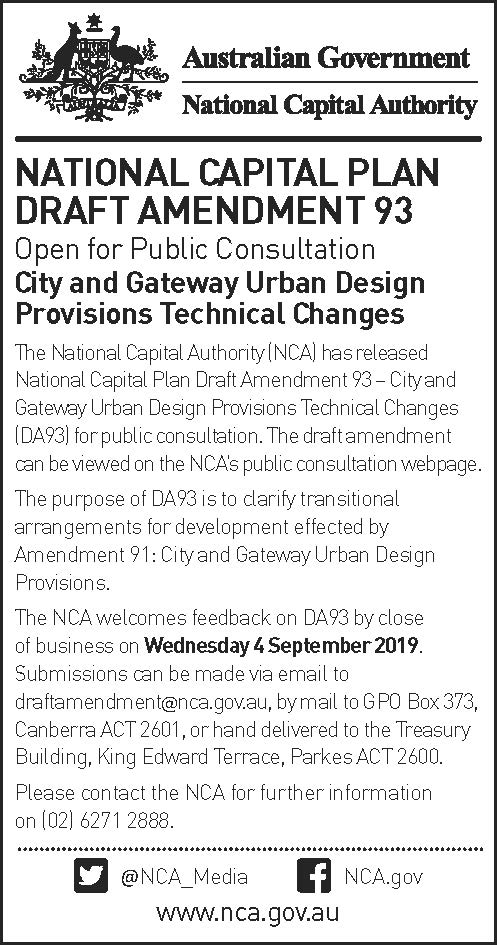 Australian Government
National Capital Authority
NATIONAL CAPITAL PLAN
DRAFT AMENDMENT 93
Open for Public Consultation
City and Gateway Urban Design
Provisions Technical Changes
The National Capital Authority (NCA) has released
National Capital Plan Draft Amendment 93 – City and
Gateway Urban Design Provisions Technical Changes
(DA93) for public consultation. The draft amendment
can be viewed on the NCA's public consultation webpage.
The purpose of DA93 is to clarify transitional
arrangements for development effected by
Amendment 91: City and Gateway Urban Design
Provisions.
The NCA welcomes feedback on DA93 by close
of business on Wednesday 4 September 2019.
Submissions can be made via email to
draftamendment@nca.gov.au, by mail to GPO Box 373,
Canberra ACT 2601, or hand delivered to the Treasury
Building, King Edward Terrace, Parkes ACT 2600.
Please contact the NCA for further information
on (02) 6271 2888.
@NCA_Media NCA.gov
www.nca.gov.au